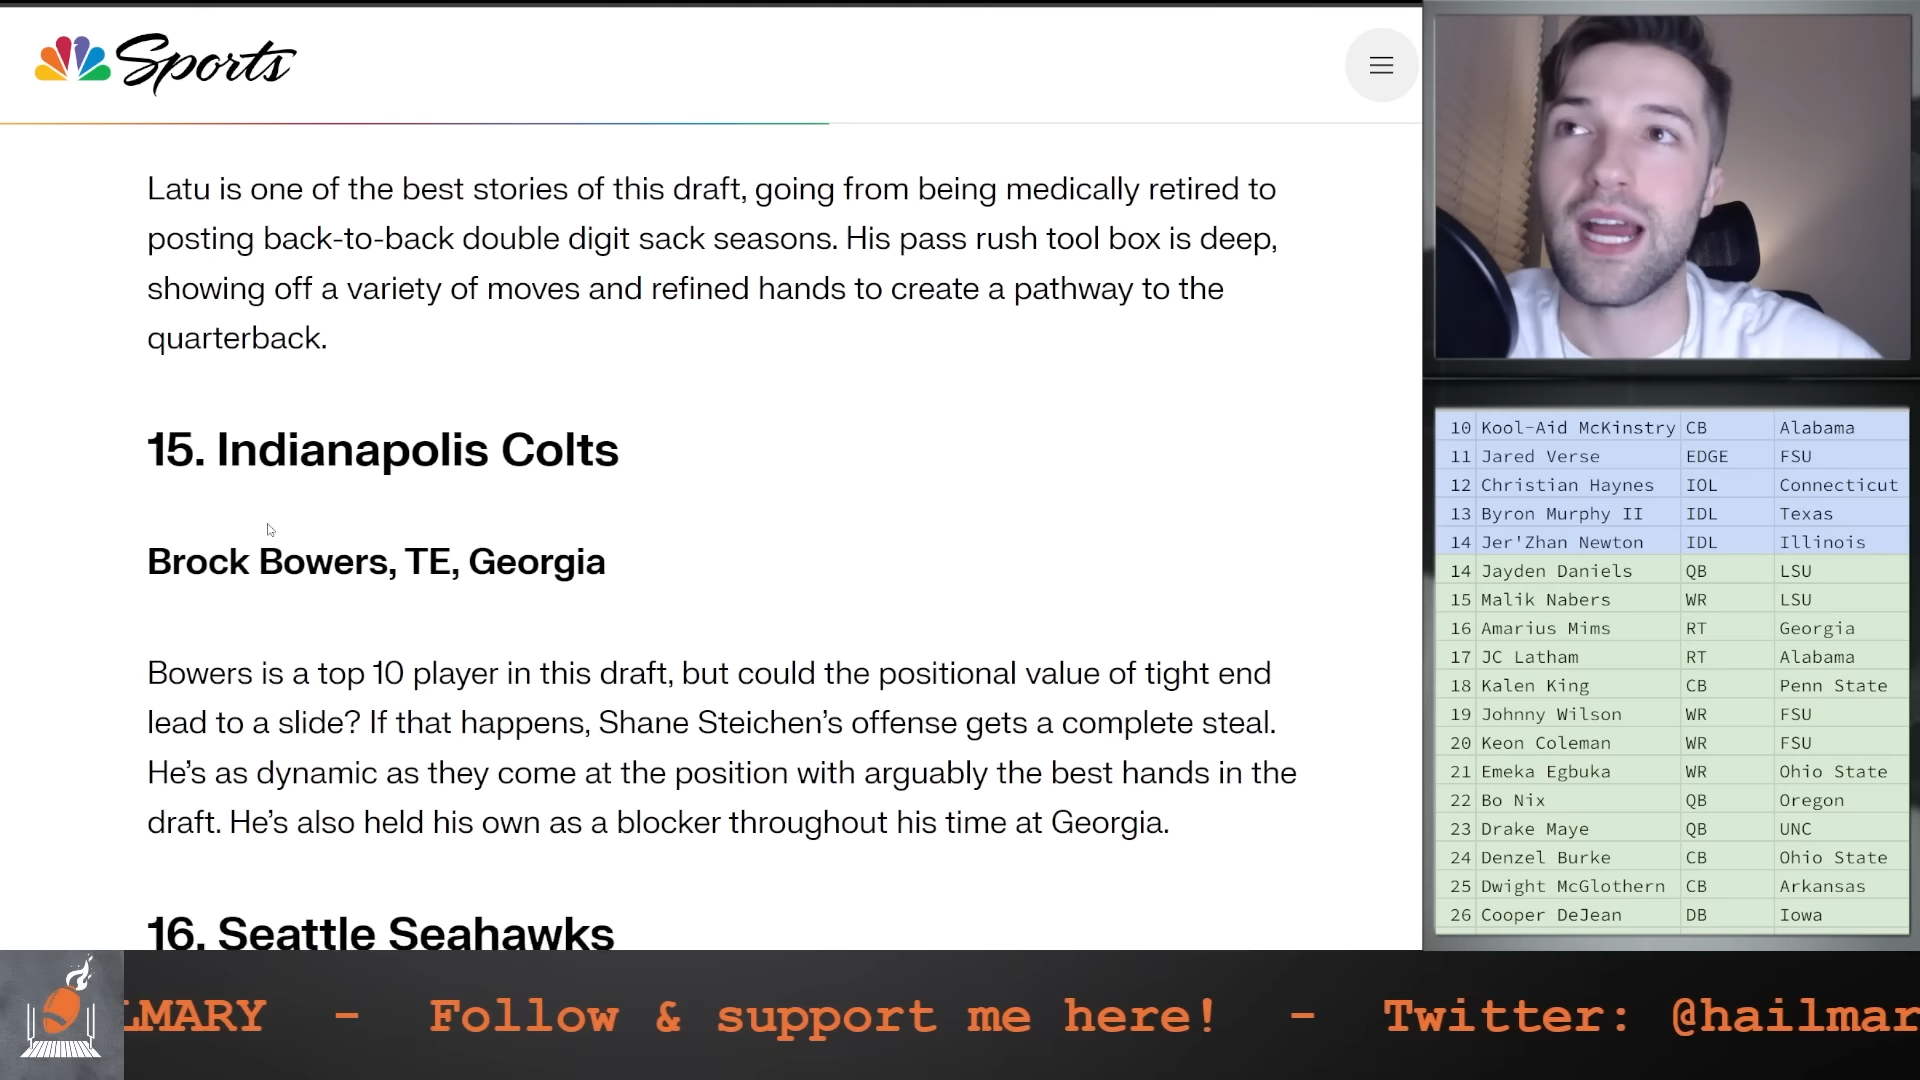 Sports
Latu is one of the best stories of this draft, going from being medically retired to
posting back-to-back double digit sack seasons. His pass rush tool box is deep,
showing off a variety of moves and refined hands to create a pathway to the
quarterback.
15. Indianapolis Colts
Brock Bowers, TE, Georgia
Bowers is a top 10 player in this draft, but could the positional value of tight end
lead to a slide? If that happens, Shane Steichen’s offense gets a complete steal.
He’s as dynamic as they come at the position with arguably the best hands in the
draft. He’s also held his own as a blocker throughout his time at Georgia.
16. Seattle Seahawks
10 Kool-Aid McKinstry CB Alabama
11 Jared Verse EDGE FSU
12 Christian Haynes IOL Connecticut
13 Byron Murphy II IDL Texas
14 Jer'Zhan Newton IDL Illinois
14 Jayden Daniels QB LSU
15 Malik Nabers WR LSU
16 Amarius Mims RT Georgia
17 JC Latham RT Alabama
18 Kalen King CB Penn State
19 Johnny Wilson WR FSU
20 Keon Coleman WR FSU
21 Emeka Egbuka WR Ohio State
22 Bo Nix QB Oregon
23 Drake Maye QB UNC
24 Denzel Burke CB Ohio State
25 Dwight McGlothern CB Arkansas
26 Cooper DeJean DB Iowa
LMARY - Follow & support me here! - Twitter: @hailmar